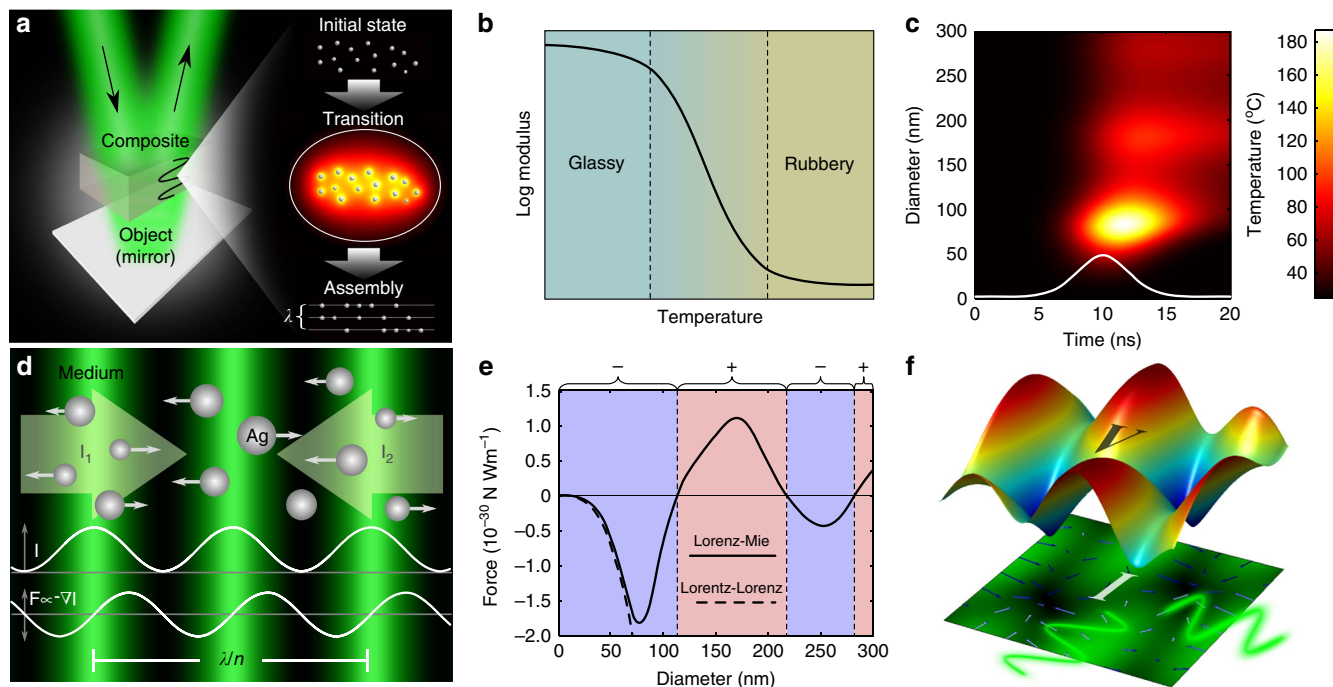 a
Initial state
Transition
Composite
Object
(mirror)
Assembly
λ
b
Log modulus
Glassy
Rubbery
Temperature
c
Diameter (nm)
300
250
200
150
100
50
0
0 5 10 15 20
Time (ns)
Temperature (°C)
180
160
140
120
100
80
60
40
d
Medium
I₁
Ag
I₂
I
F∝-∇I
λ/n
e
– + – +
Force (10⁻³⁰ N Wm⁻¹)
1.5
1.0
0.5
0
–0.5
–1.0
–1.5
–2.0
Lorenz-Mie
Lorentz-Lorenz
0 50 100 150 200 250 300
Diameter (nm)
f
V
I